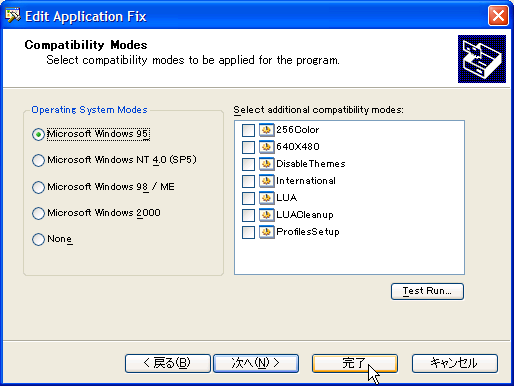 Edit Application Fix
Compatibility Modes
Select compatibility modes to be applied for the program.
Operating System Modes
Microsoft Windows 95
Microsoft Windows NT 4.0 (SP5)
Microsoft Windows 98 / ME
Microsoft Windows 2000
None
Select additional compatibility modes:
256Color
640X480
DisableThemes
International
LUA
LUACleanup
ProfilesSetup
Test Run...
< 戻る(B)
次へ(N) >
完了
キャンセル